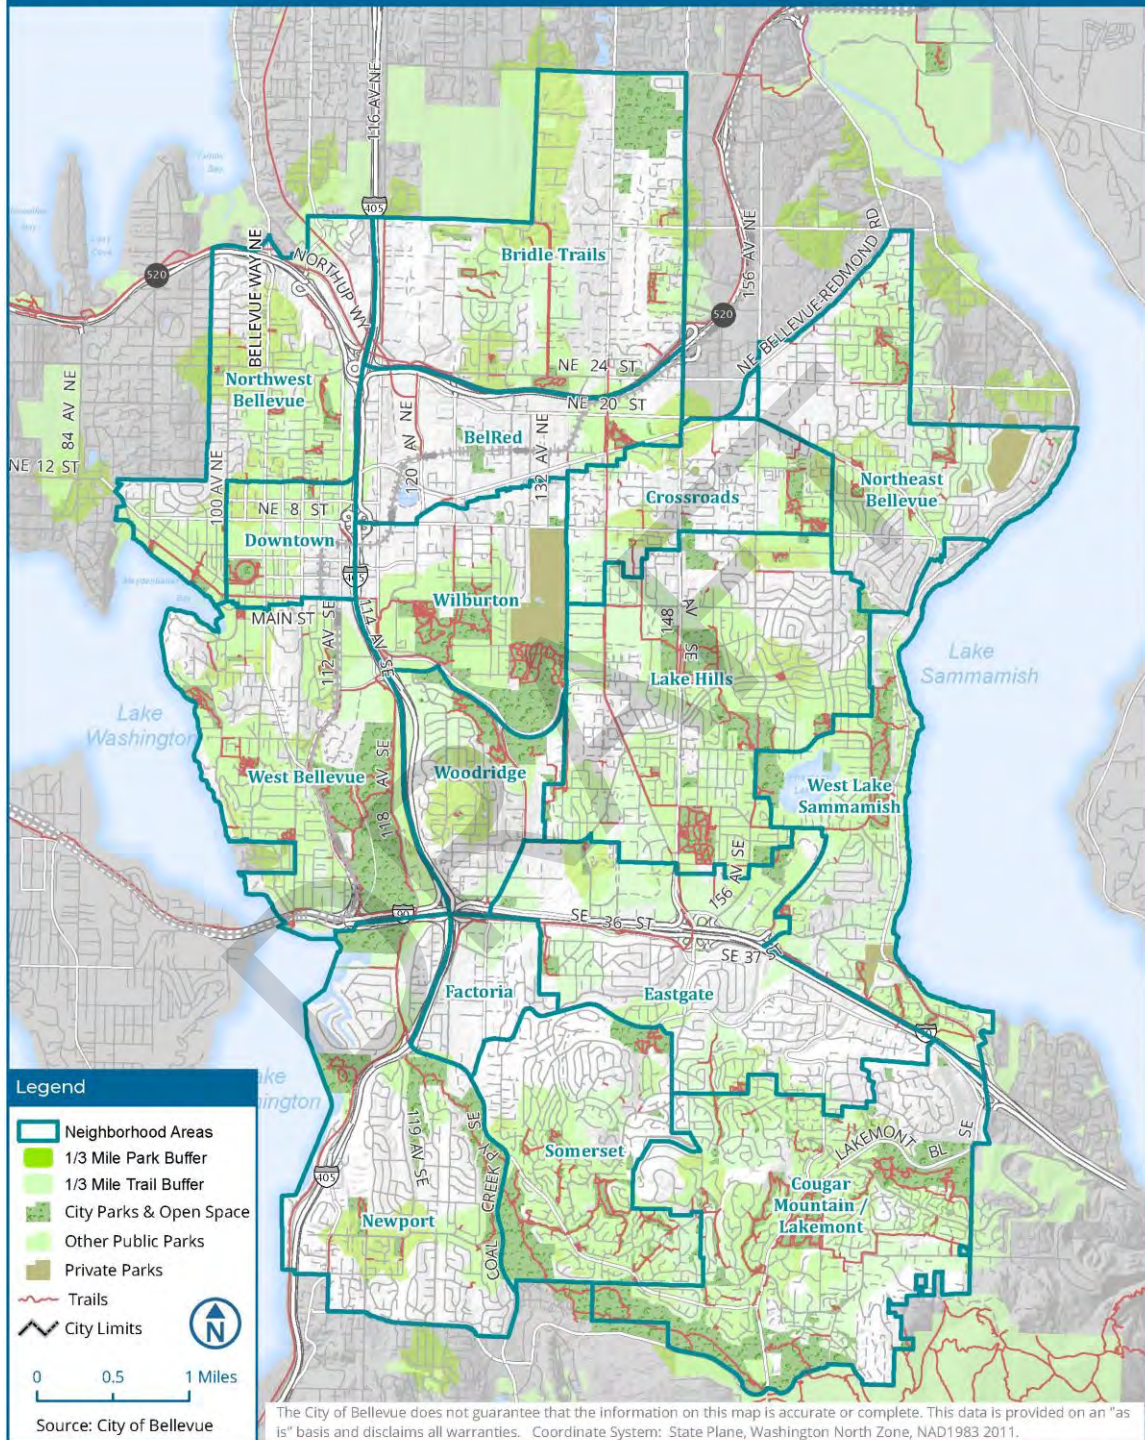 116 AV NE
405
BELLEVUE WAY NE
NORTHUP WY
Bridle Trails
156 AV NE
NE BELLEVUE-REDMOND RD
520
520
NE 24 ST
NE 20 ST
84 AV NE
Northwest
Bellevue
BelRed
120 AV NE
132 AV NE
NE 12 ST
100 AV NE
Crossroads
Northeast
Bellevue
NE 8 ST
Downtown
Meydenbauer
Bay
MAIN ST
112 AV SE
114 AV SE
Wilburton
148
AV
SE
Lake Hills
Lake
Sammamish
Lake
Washington
West Bellevue
118 AV SE
Woodridge
West Lake
Sammamish
156 AV SE
90
SE 36 ST
SE 37 ST
Factoria
Eastgate
119 AV SE
COAL CREEK PY SE
Somerset
LAKEMONT BL SE
Cougar
Mountain /
Lakemont
405
Newport
Legend
Neighborhood Areas
1/3 Mile Park Buffer
1/3 Mile Trail Buffer
City Parks & Open Space
Other Public Parks
Private Parks
Trails
City Limits
N
0 0.5 1 Miles
Source: City of Bellevue
The City of Bellevue does not guarantee that the information on this map is accurate or complete. This data is provided on an "as
is" basis and disclaims all warranties. Coordinate System: State Plane, Washington North Zone, NAD1983 2011.